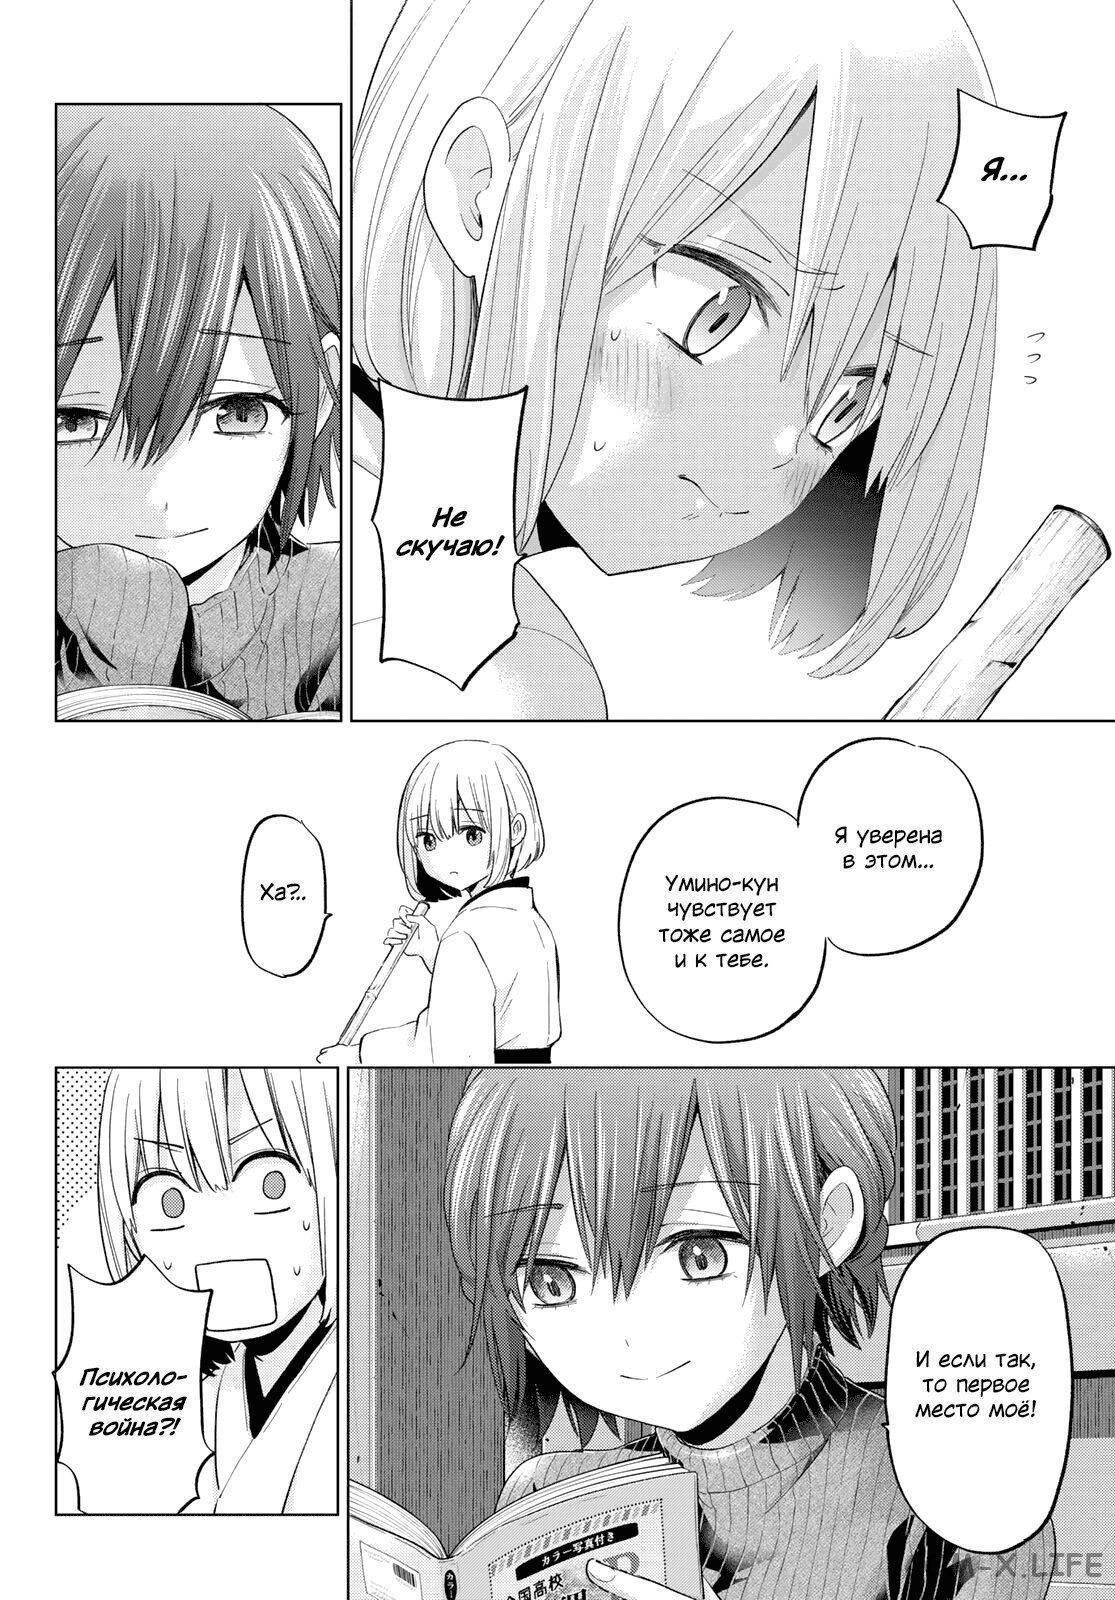 Я...
Не
скучаю!
Я уверена
в этом...
Умино-кун
чувствует
тоже самое
и к тебе.
Ха?..
И если так,
то первое
место моё!
Психоло-
гическая
война?!
カラー写真付き
全国高校